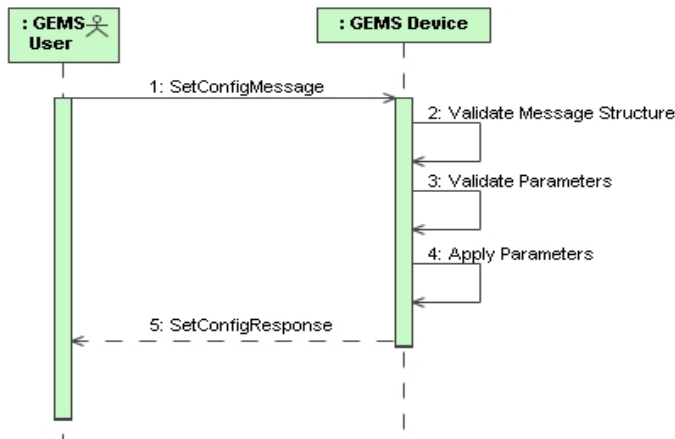 : GEMS
User
: GEMS Device
1: SetConfigMessage
2: Validate Message Structure
3: Validate Parameters
4: Apply Parameters
5: SetConfigResponse